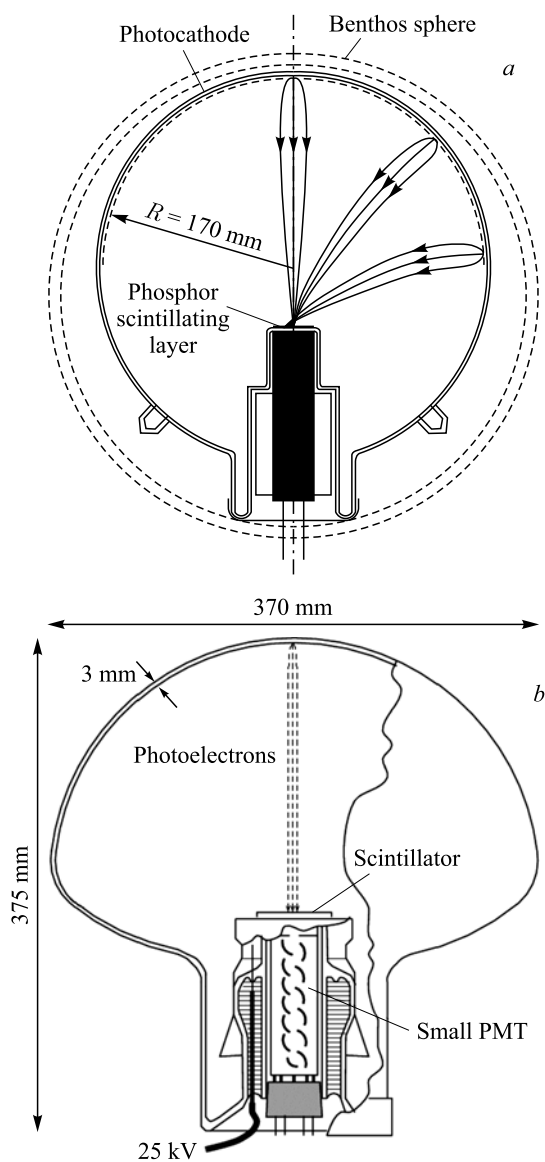 Photocathode
Benthos sphere
a
R = 170 mm
Phosphor
scintillating
layer
370 mm
3 mm
b
Photoelectrons
375 mm
Scintillator
Small PMT
25 kV